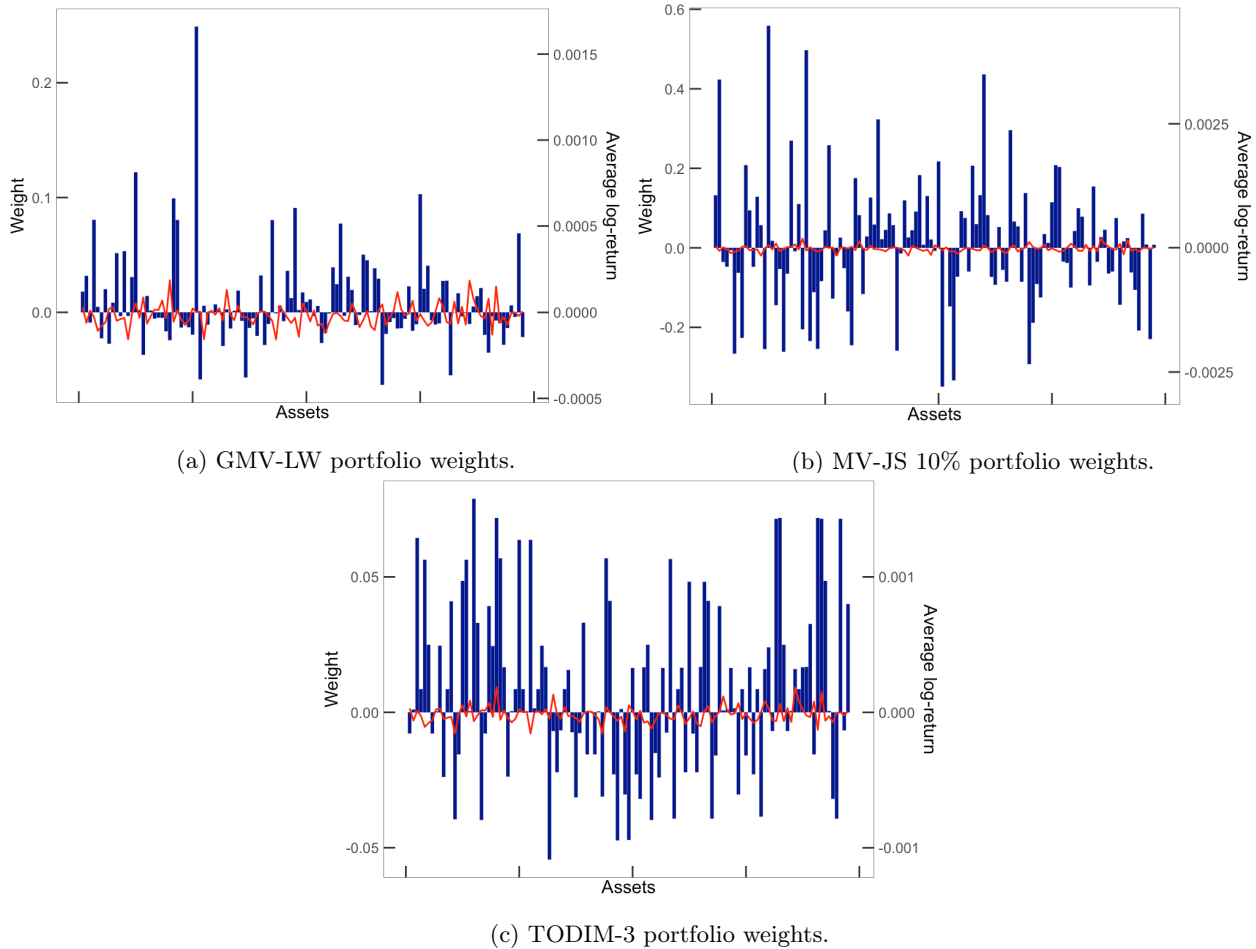 0.2
0.1
0.0
Weight
0.0015
0.0010
0.0005
0.0000
-0.0005
Average log-return
Assets
(a) GMV-LW portfolio weights.
0.6
0.4
0.2
0.0
-0.2
Weight
0.0025
0.0000
-0.0025
Average log-return
Assets
(b) MV-JS 10% portfolio weights.
0.05
0.00
-0.05
Weight
0.001
0.000
-0.001
Average log-return
Assets
(c) TODIM-3 portfolio weights.